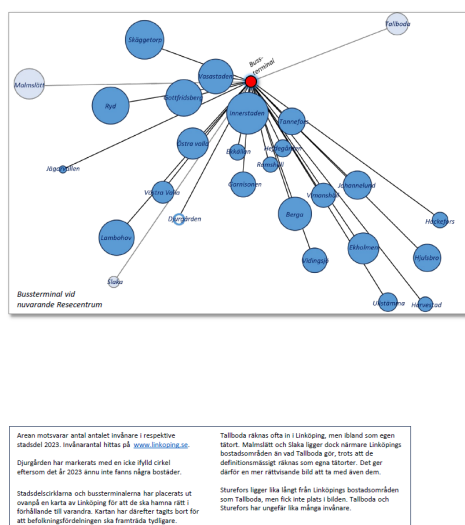 Tallboda
Skäggetorp
Buss-
terminal
Vasastaden
Malmslätt
Gottfridsberg
Ryd
Innerstaden
Tannefors
Östra valla
Hejdegården
Ekkällan
Ramshäll
Jägarvallen
Garnisonen
Västra Valla
Vimanshäll
Johannelund
Djurgården
Berga
Hackefors
Lambohov
Ekholmen
Hjulsbro
Vidingsjö
Slaka
Ullstämma
Harvestad
Bussterminal vid
nuvarande Resecentrum
Arean motsvarar antal antalet invånare i respektive
stadsdel 2023. Invånarantal hittas på www.linkoping.se.
Djurgården har markerats med en icke ifylld cirkel
eftersom det år 2023 ännu inte fanns några bostäder.
Stadsdelscirklarna och bussterminalerna har placerats ut
ovanpå en karta av Linköping för att de ska hamna rätt i
förhållande till varandra. Kartan har därefter tagits bort för
att befolkningsfördelningen ska framträda tydligare.
Tallboda räknas ofta in i Linköping, men ibland som egen
tätort. Malmslätt och Slaka ligger dock närmare Linköpings
bostadsområden än vad Tallboda gör, trots att de
definitionsmässigt räknas som egna tätorter. Det ger
därför en mer rättvisande bild att ta med även dem.
Sturefors ligger lika långt från Linköpings bostadsområden
som Tallboda, men fick inte plats i bilden. Tallboda och
Sturefors har ungefär lika många invånare.